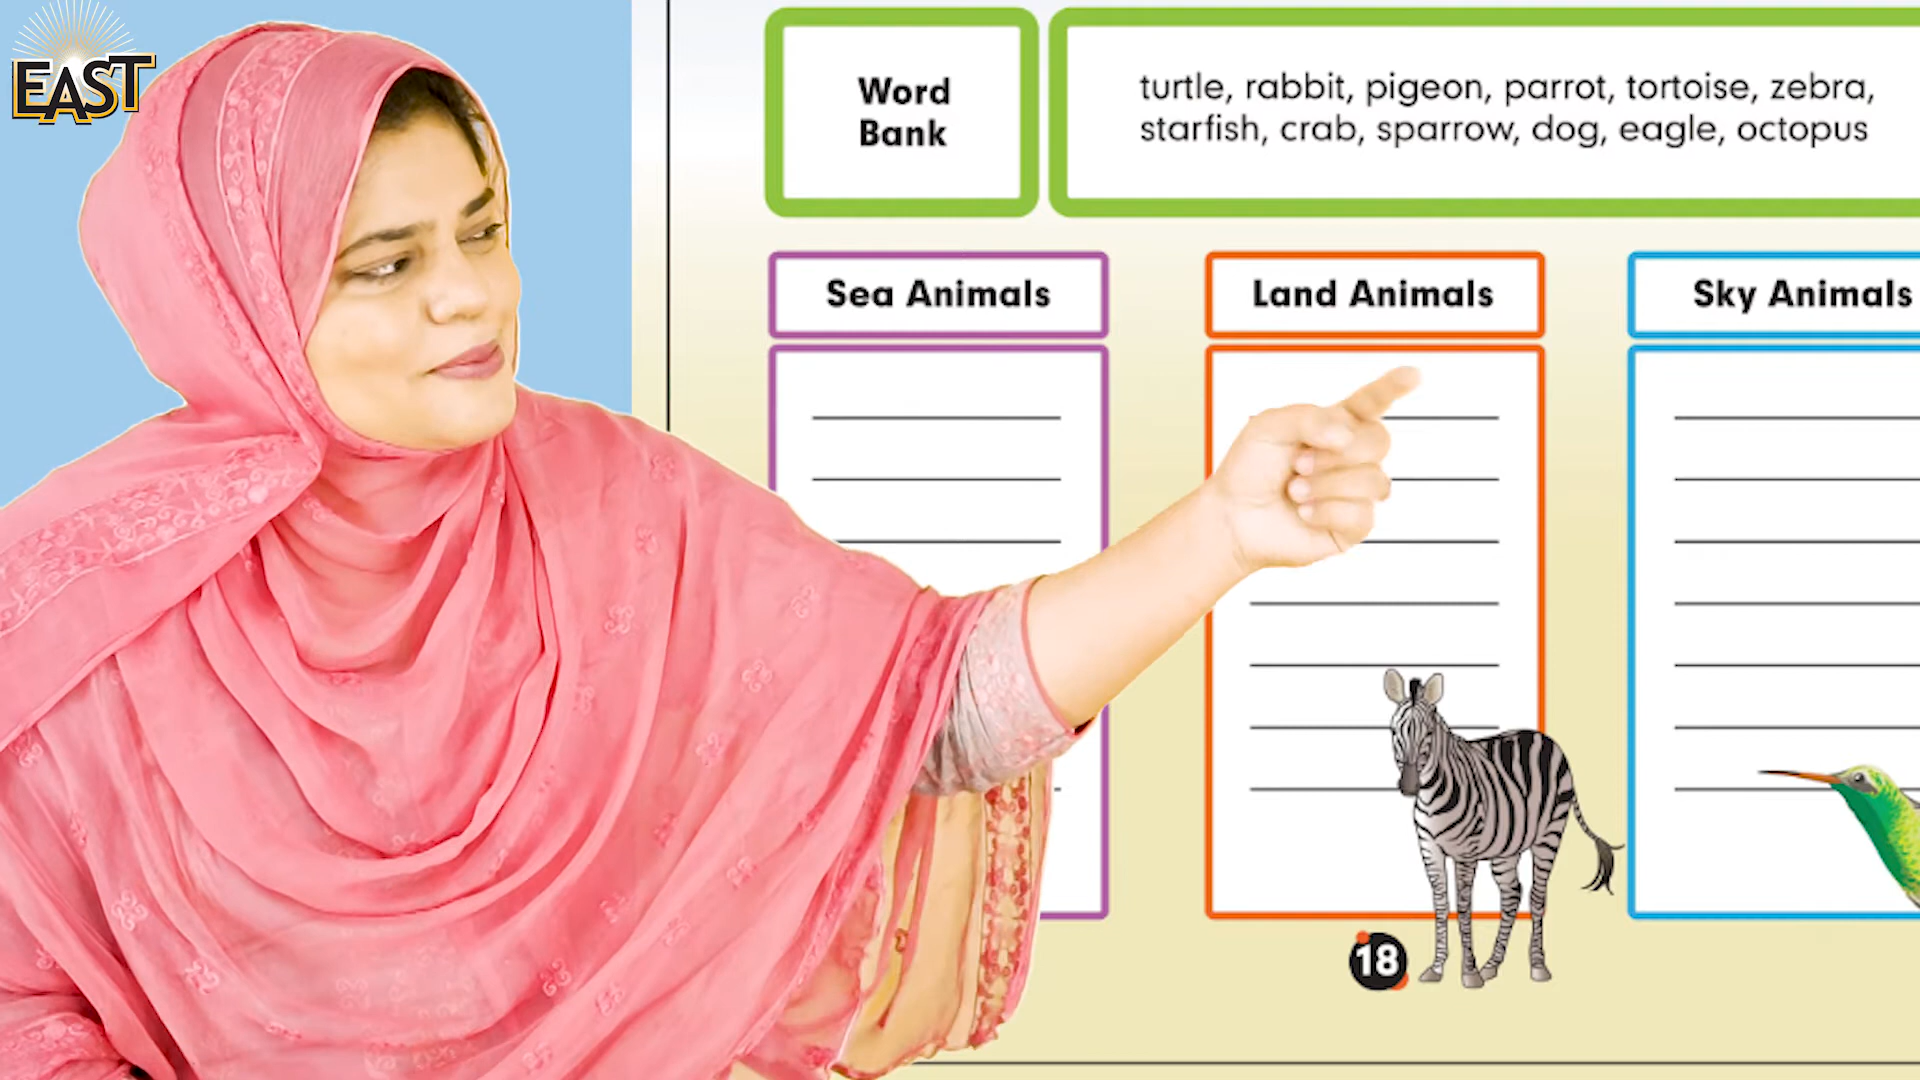 EAST
Word
Bank
turtle, rabbit, pigeon, parrot, tortoise, zebra,
starfish, crab, sparrow, dog, eagle, octopus
Sea Animals
Land Animals
Sky Animals
18